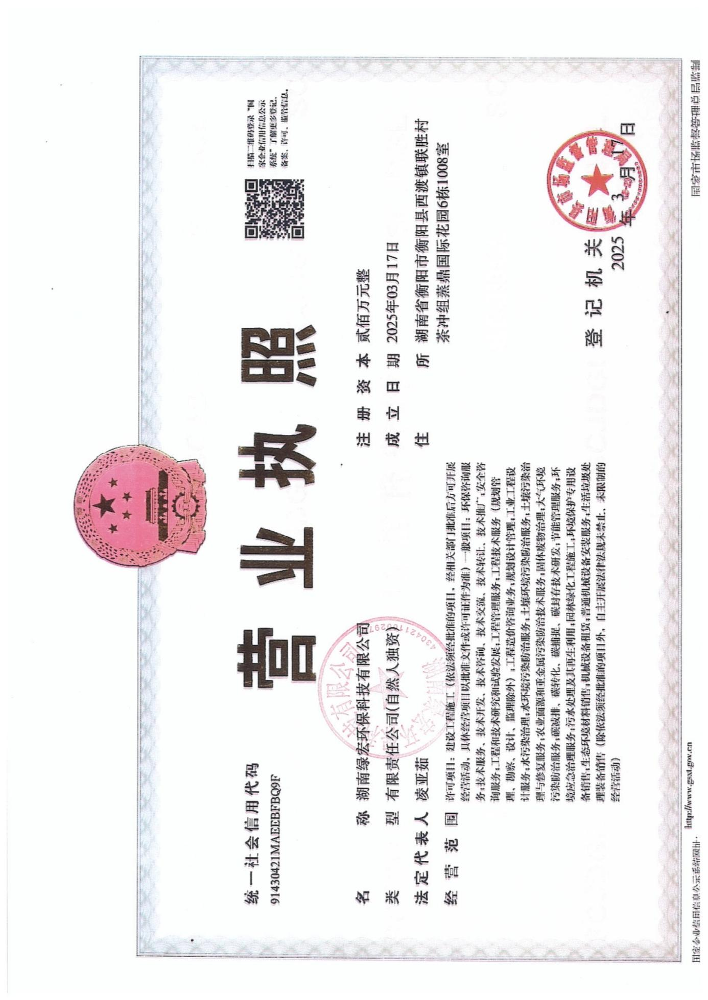 营业执照
统一社会信用代码
91430421MAEEBFBQ9F
扫描二维码登录“国
家企业信用信息公示
系统”了解更多登记、
备案、许可、监管信息。
名称 湖南绿宏环保科技有限公司
类型 有限责任公司(自然人独资)
法定代表人 凌亚茹
经营范围 许可项目：建设工程施工（依法须经批准的项目，经相关部门批准后方可开展
经营活动，具体经营项目以批准文件或许可证件为准）一般项目：环保咨询服
务;技术服务、技术开发、技术咨询、技术交流、技术转让、技术推广;安全咨
询服务;工程和技术研究和试验发展;工程管理服务;工程技术服务（规划管
理、勘察、设计、监理除外）;工程造价咨询业务;规划设计管理;工业工程设
计服务;水污染治理;水环境污染防治服务;土壤环境污染防治服务;土壤污染治
理与修复服务;农业面源和重金属污染防治技术服务;固体废物治理;大气环境
污染防治服务;碳减排、碳转化、碳捕捉、碳封存技术研发;节能管理服务;环
境应急治理服务;污水处理及其再生利用;园林绿化工程施工;环境保护专用设
备销售;生态环境材料销售;机械设备租赁;普通机械设备安装服务;生活垃圾处
理装备销售（除依法须经批准的项目外，自主开展法律法规未禁止、未限制的
经营活动）
注册资本 贰佰万元整
成立日期 2025年03月17日
住所 湖南省衡阳市衡阳县西渡镇联胜村
茶冲组蒸鼎国际花园6栋1008室
登记机关
2025年3月17日
国家企业信用信息公示系统网址：
http://www.gsxt.gov.cn
国家市场监督管理总局监制